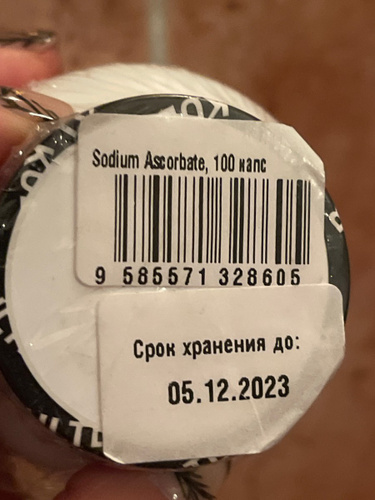 Sodium Ascorbate, 100 капс
9 585571 328605
Срок хранения до:
05.12.2023